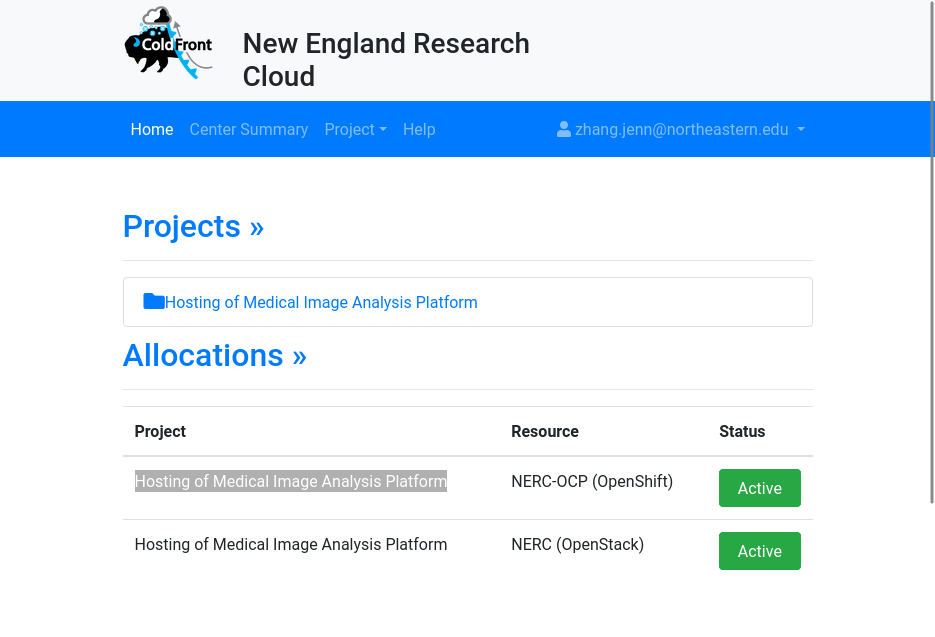 ColdFront
New England Research
Cloud
Home Center Summary Project Help zhang.jenn@northeastern.edu
Projects »
Hosting of Medical Image Analysis Platform
Allocations »
Project Resource Status
Hosting of Medical Image Analysis Platform NERC-OCP (OpenShift) Active
Hosting of Medical Image Analysis Platform NERC (OpenStack) Active